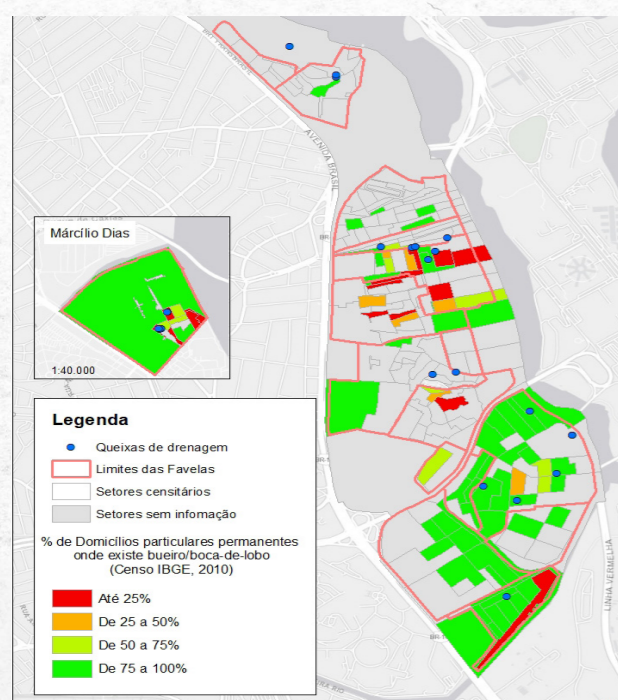 AVENIDA BRASIL
Márcilio Dias
1:40.000
LINHA VERMELHA
Legenda
Queixas de drenagem
Limites das Favelas
Setores censitários
Setores sem infomação
% de Domicílios particulares permanentes
onde existe bueiro/boca-de-lobo
(Censo IBGE, 2010)
Até 25%
De 25 a 50%
De 50 a 75%
De 75 a 100%